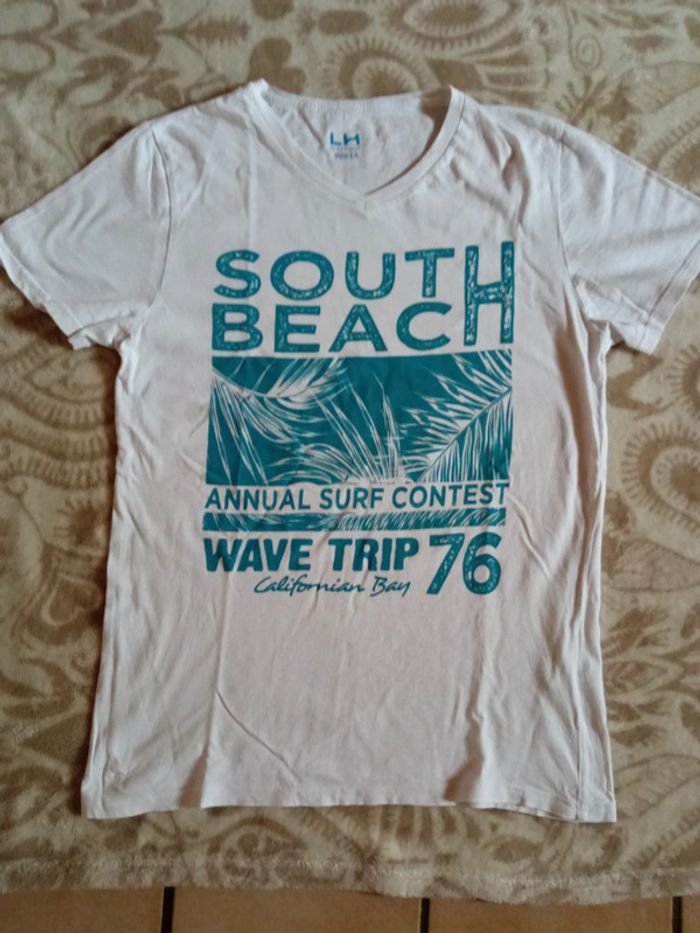 LH
SOUTH
BEACH
ANNUAL SURF CONTEST
WAVE TRIP 76
Californian Bay